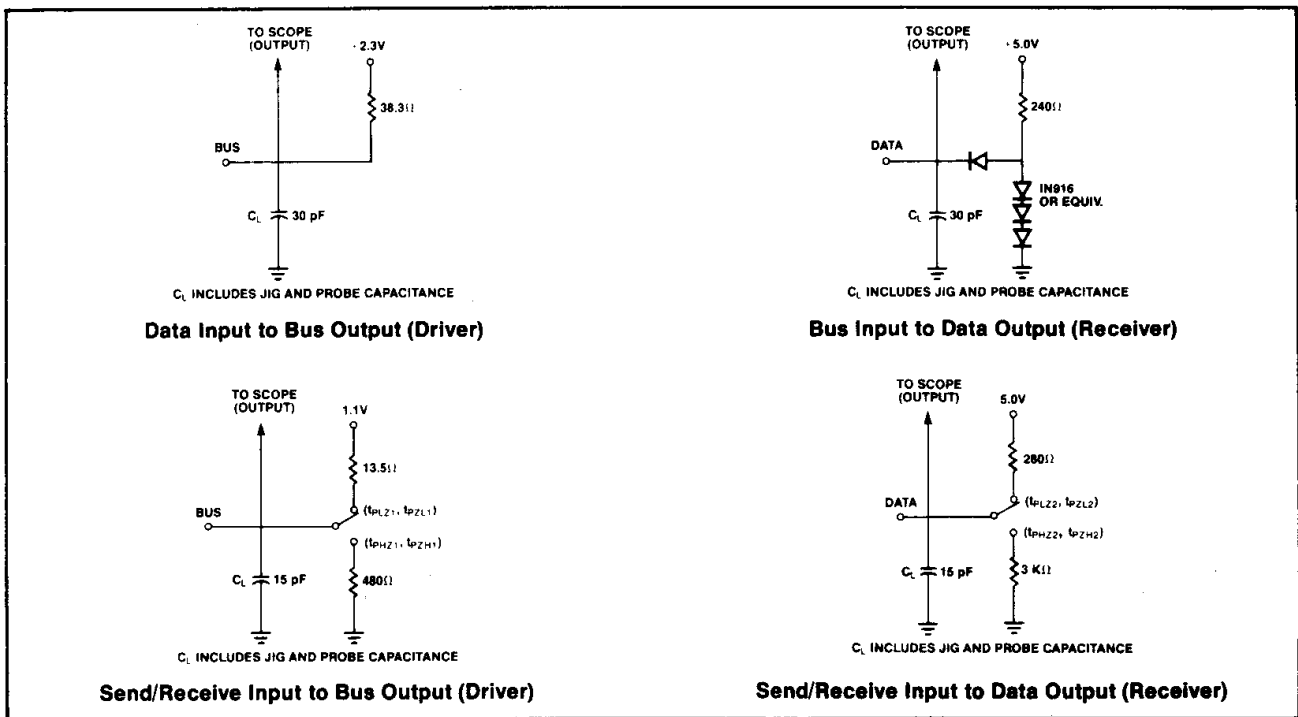 TO SCOPE
(OUTPUT)
+2.3V
38.3Ω
BUS
CL 30 pF
CL INCLUDES JIG AND PROBE CAPACITANCE
Data Input to Bus Output (Driver)
TO SCOPE
(OUTPUT)
+5.0V
240Ω
DATA
IN916
OR EQUIV.
CL 30 pF
CL INCLUDES JIG AND PROBE CAPACITANCE
Bus Input to Data Output (Receiver)
TO SCOPE
(OUTPUT)
1.1V
13.5Ω
BUS
(tPLZ1, tPZL1)
(tPHZ1, tPZH1)
CL 15 pF
480Ω
CL INCLUDES JIG AND PROBE CAPACITANCE
Send/Receive Input to Bus Output (Driver)
TO SCOPE
(OUTPUT)
5.0V
280Ω
DATA
(tPLZ2, tPZL2)
(tPHZ2, tPZH2)
CL 15 pF
3 KΩ
CL INCLUDES JIG AND PROBE CAPACITANCE
Send/Receive Input to Data Output (Receiver)